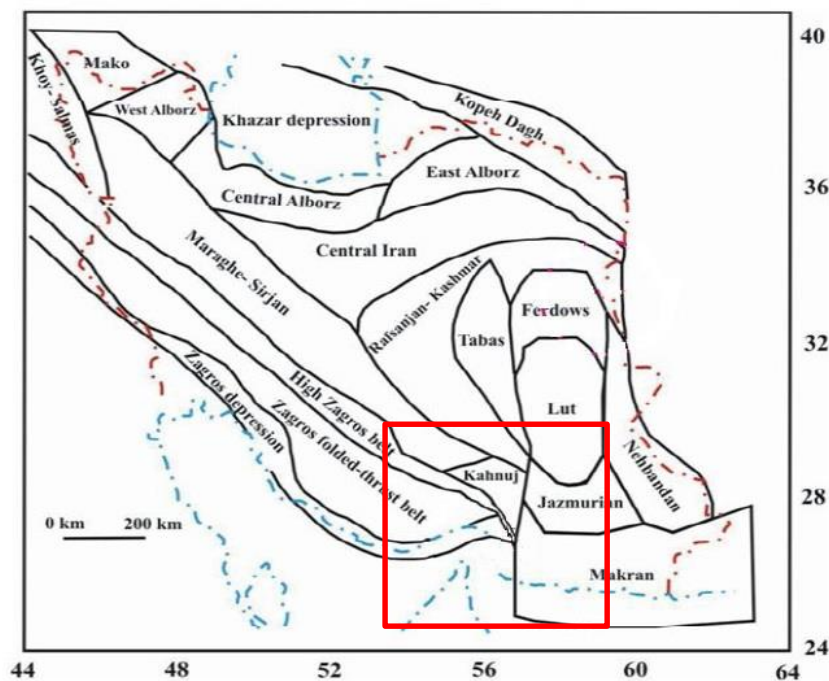 40
Mako
Khoy- Salmas
West Alborz
Khazar depression
Kopeh Dagh
East Alborz
36
Central Alborz
Central Iran
Maraghe- Sirjan
Rafsanjan- Kashmar
Ferdows
Tabas
32
High Zagros belt
Zagros depression
Zagros folded-thrust belt
Lut
Nehbandan
Kahnuj
Jazmurian
28
0 km 200 km
Makran
24
44 48 52 56 60 64